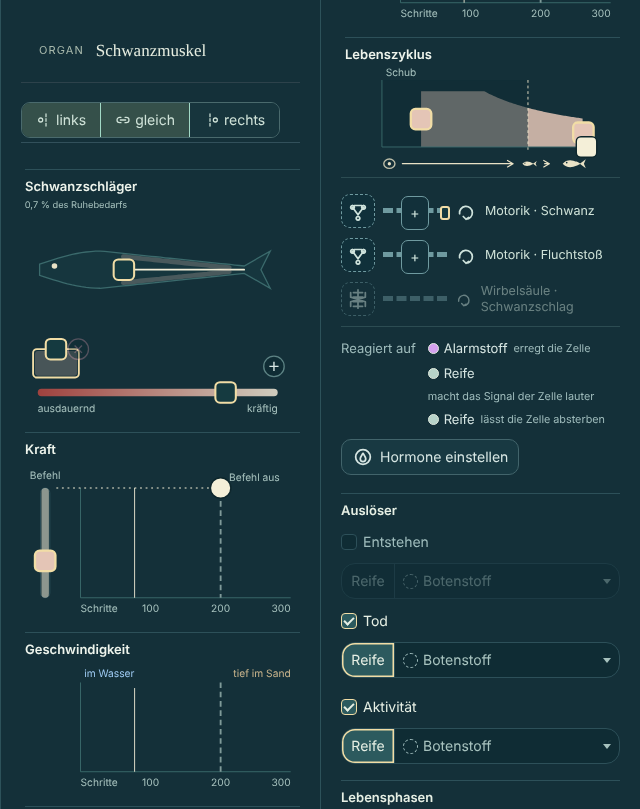 ORGAN Schwanzmuskel
links gleich rechts
Schwanzschläger
0,7 % des Ruhebedarfs
ausdauernd kräftig
Kraft
Befehl
Befehl aus
Schritte 100 200 300
Geschwindigkeit
im Wasser tief im Sand
Schritte 100 200 300
Schritte 100 200 300
Lebenszyklus
Schub
Motorik · Schwanz
Motorik · Fluchtstoß
Wirbelsäule ·
Schwanzschlag
Reagiert auf Alarmstoff erregt die Zelle
Reife
macht das Signal der Zelle lauter
Reife lässt die Zelle absterben
Hormone einstellen
Auslöser
Entstehen
Reife Botenstoff
Tod
Reife Botenstoff
Aktivität
Reife Botenstoff
Lebensphasen